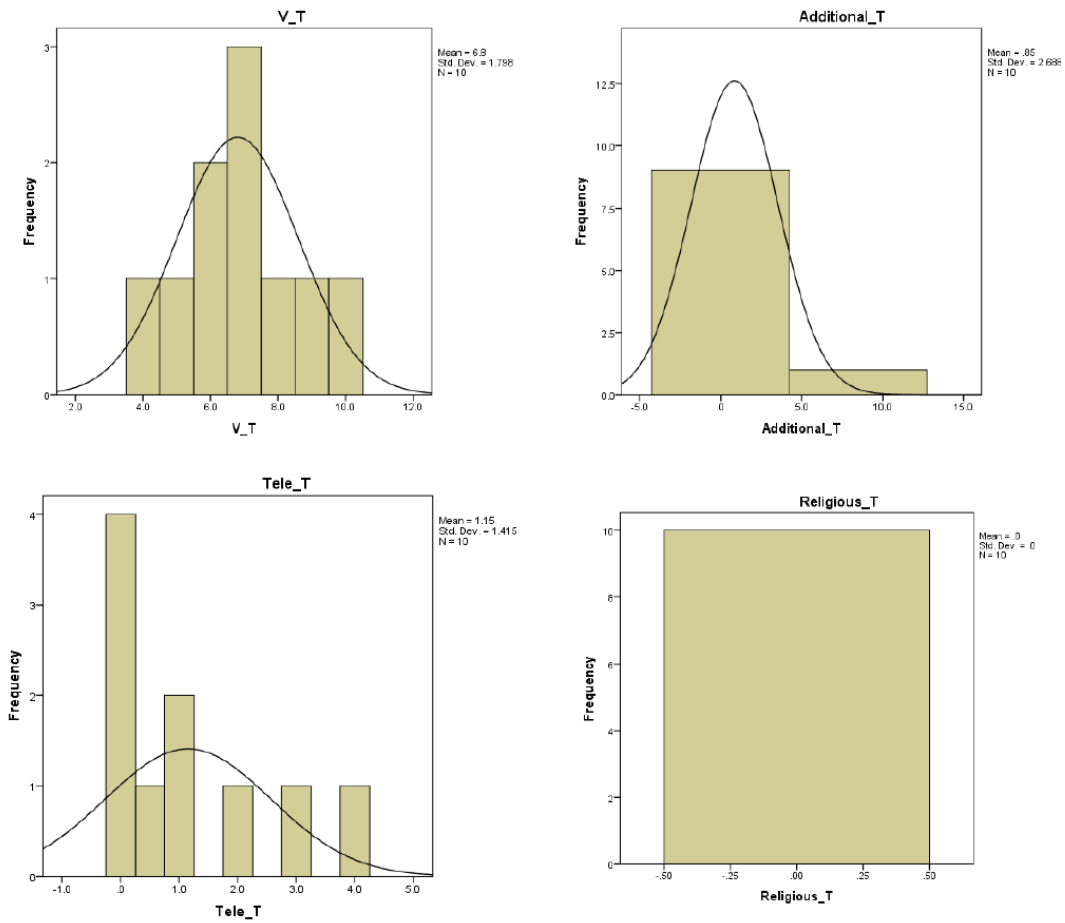 V_T
Mean = 6.8
Std. Dev. = 1.798
N = 10
3
2
1
0
Frequency
2.0 4.0 6.0 8.0 10.0 12.0
V_T
Additional_T
Mean = .85
Std. Dev. = 2.688
N = 10
12.5
10.0
7.5
5.0
2.5
0.0
Frequency
-5.0 .0 5.0 10.0 15.0
Additional_T
Tele_T
Mean = 1.15
Std. Dev. = 1.415
N = 10
4
3
2
1
0
Frequency
-1.0 .0 1.0 2.0 3.0 4.0 5.0
Tele_T
Religious_T
Mean = .0
Std. Dev. = .0
N = 10
10
8
6
4
2
0
Frequency
-.50 -.25 .00 .25 .50
Religious_T